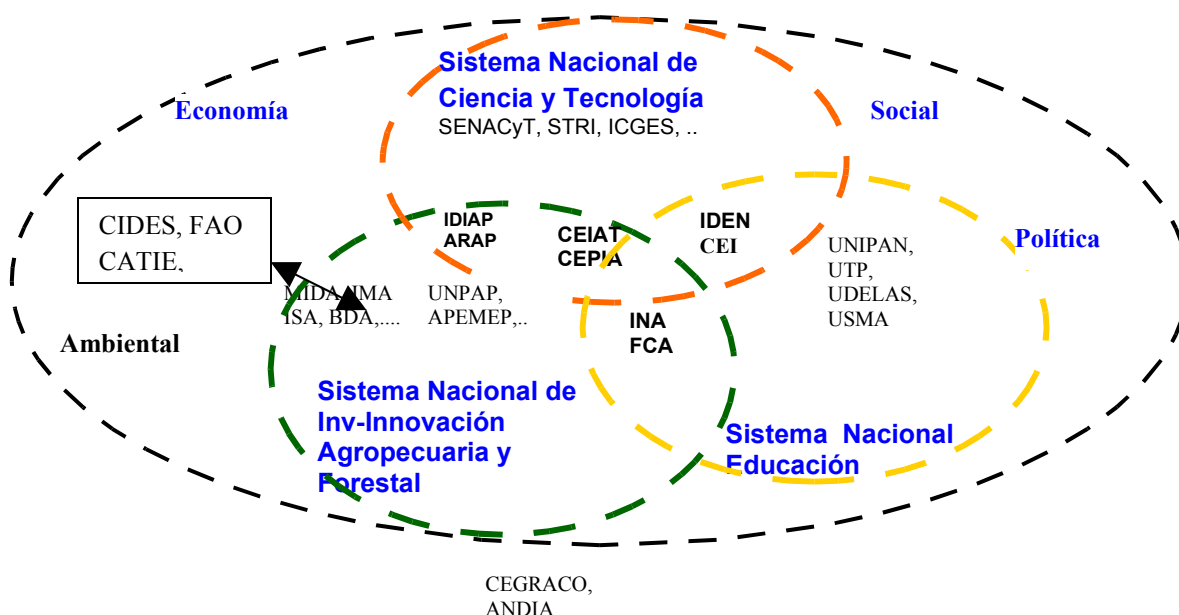 Sistema Nacional de
Ciencia y Tecnología
SENACyT, STRI, ICGES, ..
Economía
Social
CIDES, FAO
CATIE,
IDIAP
ARAP
CEIAT
CEPIA
IDEN
CEI
UNIPAN,
UTP,
UDELAS,
USMA
Política
MIDA, IMA
ISA, BDA,....
UNPAP,
APEMEP,..
INA
FCA
Ambiental
Sistema Nacional de
Inv-Innovación
Agropecuaria y
Forestal
Sistema Nacional
Educación
CEGRACO,
ANDIA